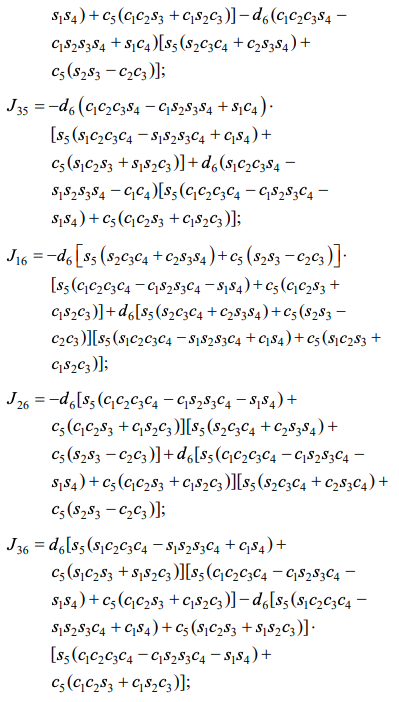 s₁s₄) + c₅(c₁c₂s₃ + c₁s₂c₃)] − d₆(c₁c₂c₃s₄ −
c₁s₂s₃s₄ + s₁c₄)[s₅(s₂c₃c₄ + c₂s₃s₄) +
c₅(s₂s₃ − c₂c₃)];
J₃₅ = −d₆(c₁c₂c₃s₄ − c₁s₂s₃s₄ + s₁c₄)·
[s₅(s₁c₂c₃c₄ − s₁s₂s₃c₄ + c₁s₄) +
c₅(s₁c₂s₃ + s₁s₂c₃)] + d₆(s₁c₂c₃s₄ −
s₁s₂s₃s₄ − c₁c₄)[s₅(c₁c₂c₃c₄ − c₁s₂s₃c₄ −
s₁s₄) + c₅(c₁c₂s₃ + c₁s₂c₃)];
J₁₆ = −d₆[s₅(s₂c₃c₄ + c₂s₃s₄) + c₅(s₂s₃ − c₂c₃)]·
[s₅(c₁c₂c₃c₄ − c₁s₂s₃c₄ − s₁s₄) + c₅(c₁c₂s₃ +
c₁s₂c₃)] + d₆[s₅(s₂c₃c₄ + c₂s₃s₄) + c₅(s₂s₃ −
c₂c₃)][s₅(s₁c₂c₃c₄ − s₁s₂s₃c₄ + c₁s₄) + c₅(s₁c₂s₃ +
c₁s₂c₃)];
J₂₆ = −d₆[s₅(c₁c₂c₃c₄ − c₁s₂s₃c₄ − s₁s₄) +
c₅(c₁c₂s₃ + c₁s₂c₃)][s₅(s₂c₃c₄ + c₂s₃s₄) +
c₅(s₂s₃ − c₂c₃)] + d₆[s₅(c₁c₂c₃c₄ − c₁s₂s₃c₄ −
s₁s₄) + c₅(c₁c₂s₃ + c₁s₂c₃)][s₅(s₂c₃c₄ + c₂s₃c₄) +
c₅(s₂s₃ − c₂c₃)];
J₃₆ = d₆[s₅(s₁c₂c₃c₄ − s₁s₂s₃c₄ + c₁s₄) +
c₅(s₁c₂s₃ + s₁s₂c₃)][s₅(c₁c₂c₃c₄ − c₁s₂s₃c₄ −
s₁s₄) + c₅(c₁c₂s₃ + c₁s₂c₃)] − d₆[s₅(s₁c₂c₃c₄ −
s₁s₂s₃c₄ + c₁s₄) + c₅(s₁c₂s₃ + s₁s₂c₃)]·
[s₅(c₁c₂c₃c₄ − c₁s₂s₃c₄ − s₁s₄) +
c₅(c₁c₂s₃ + c₁s₂c₃)];